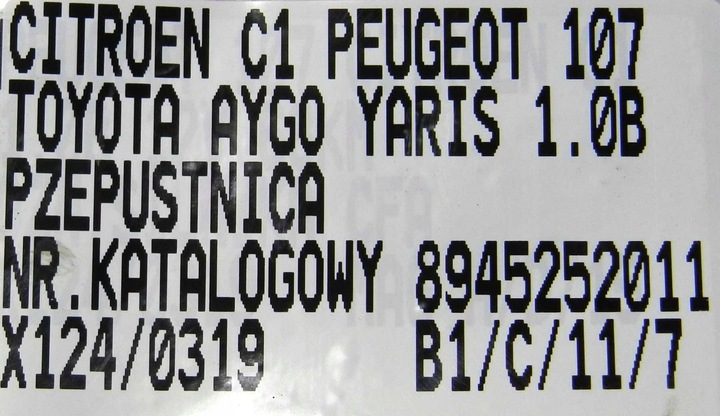 CITROEN C1 PEUGEOT 107
TOYOTA AYGO YARIS 1.0B
PZEPUSTNICA
NR.KATALOGOWY 8945252011
X124/0319 B1/C/11/7